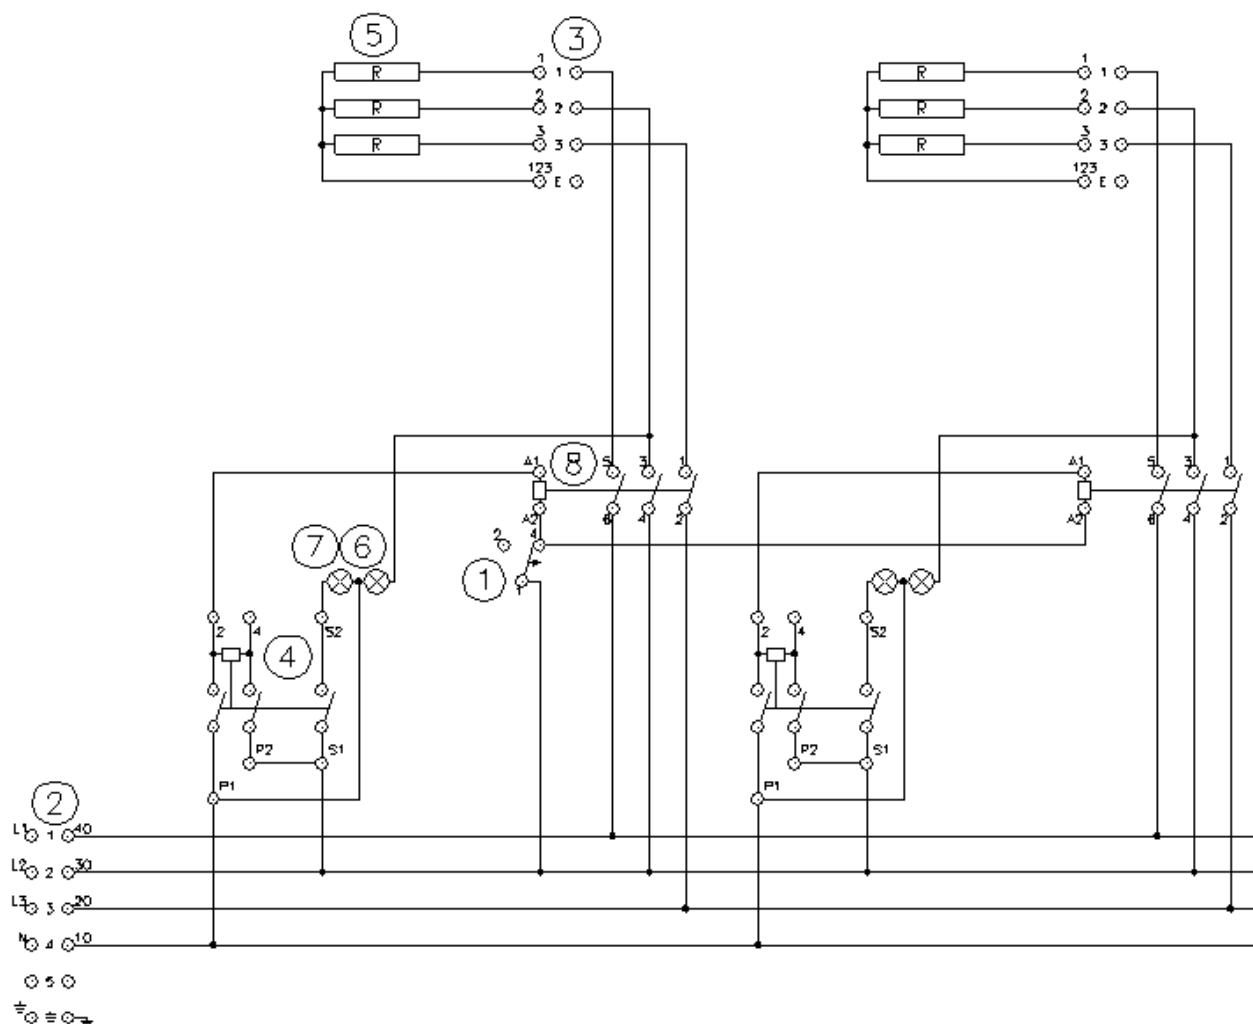 5 3
R 1 1 R 1 1
R 2 2 R 2 2
R 3 3 R 3 3
123 E 123 E
A1 8 5 3 1 A1 5 3 1
A2 6 4 2 A2 6 4 2
7 6 2 4
1 1
2 4 S2 2 4 S2
4
P2 S1 P2 S1
P1 P1
2
L1 1 40
L2 2 30
L3 3 20
N 4 10
5